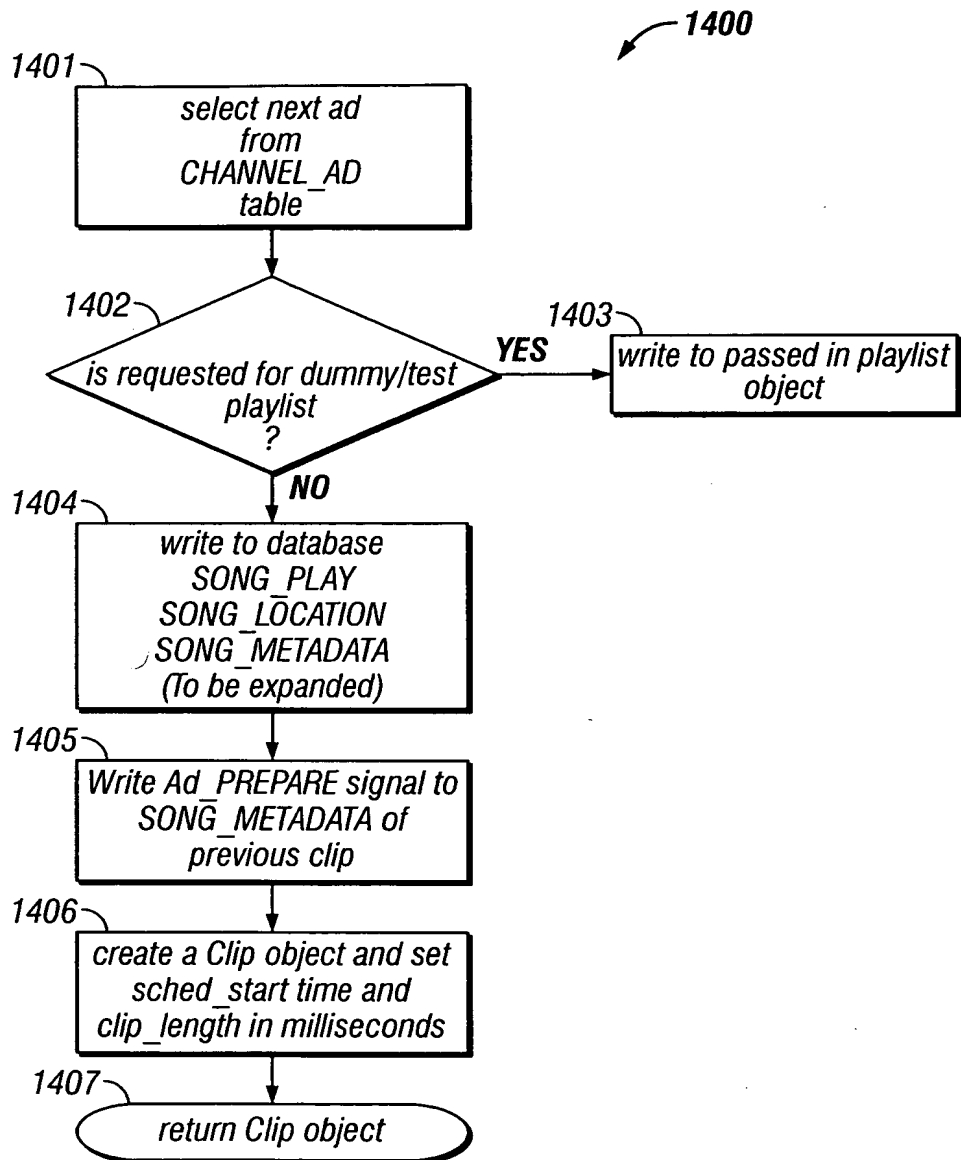 1400
1401
select next ad
from
CHANNEL_AD
table
1402
is requested for dummy/test
playlist
?
YES
1403
write to passed in playlist
object
NO
1404
write to database
SONG_PLAY
SONG_LOCATION
SONG_METADATA
(To be expanded)
1405
Write Ad_PREPARE signal to
SONG_METADATA of
previous clip
1406
create a Clip object and set
sched_start time and
clip_length in milliseconds
1407
return Clip object